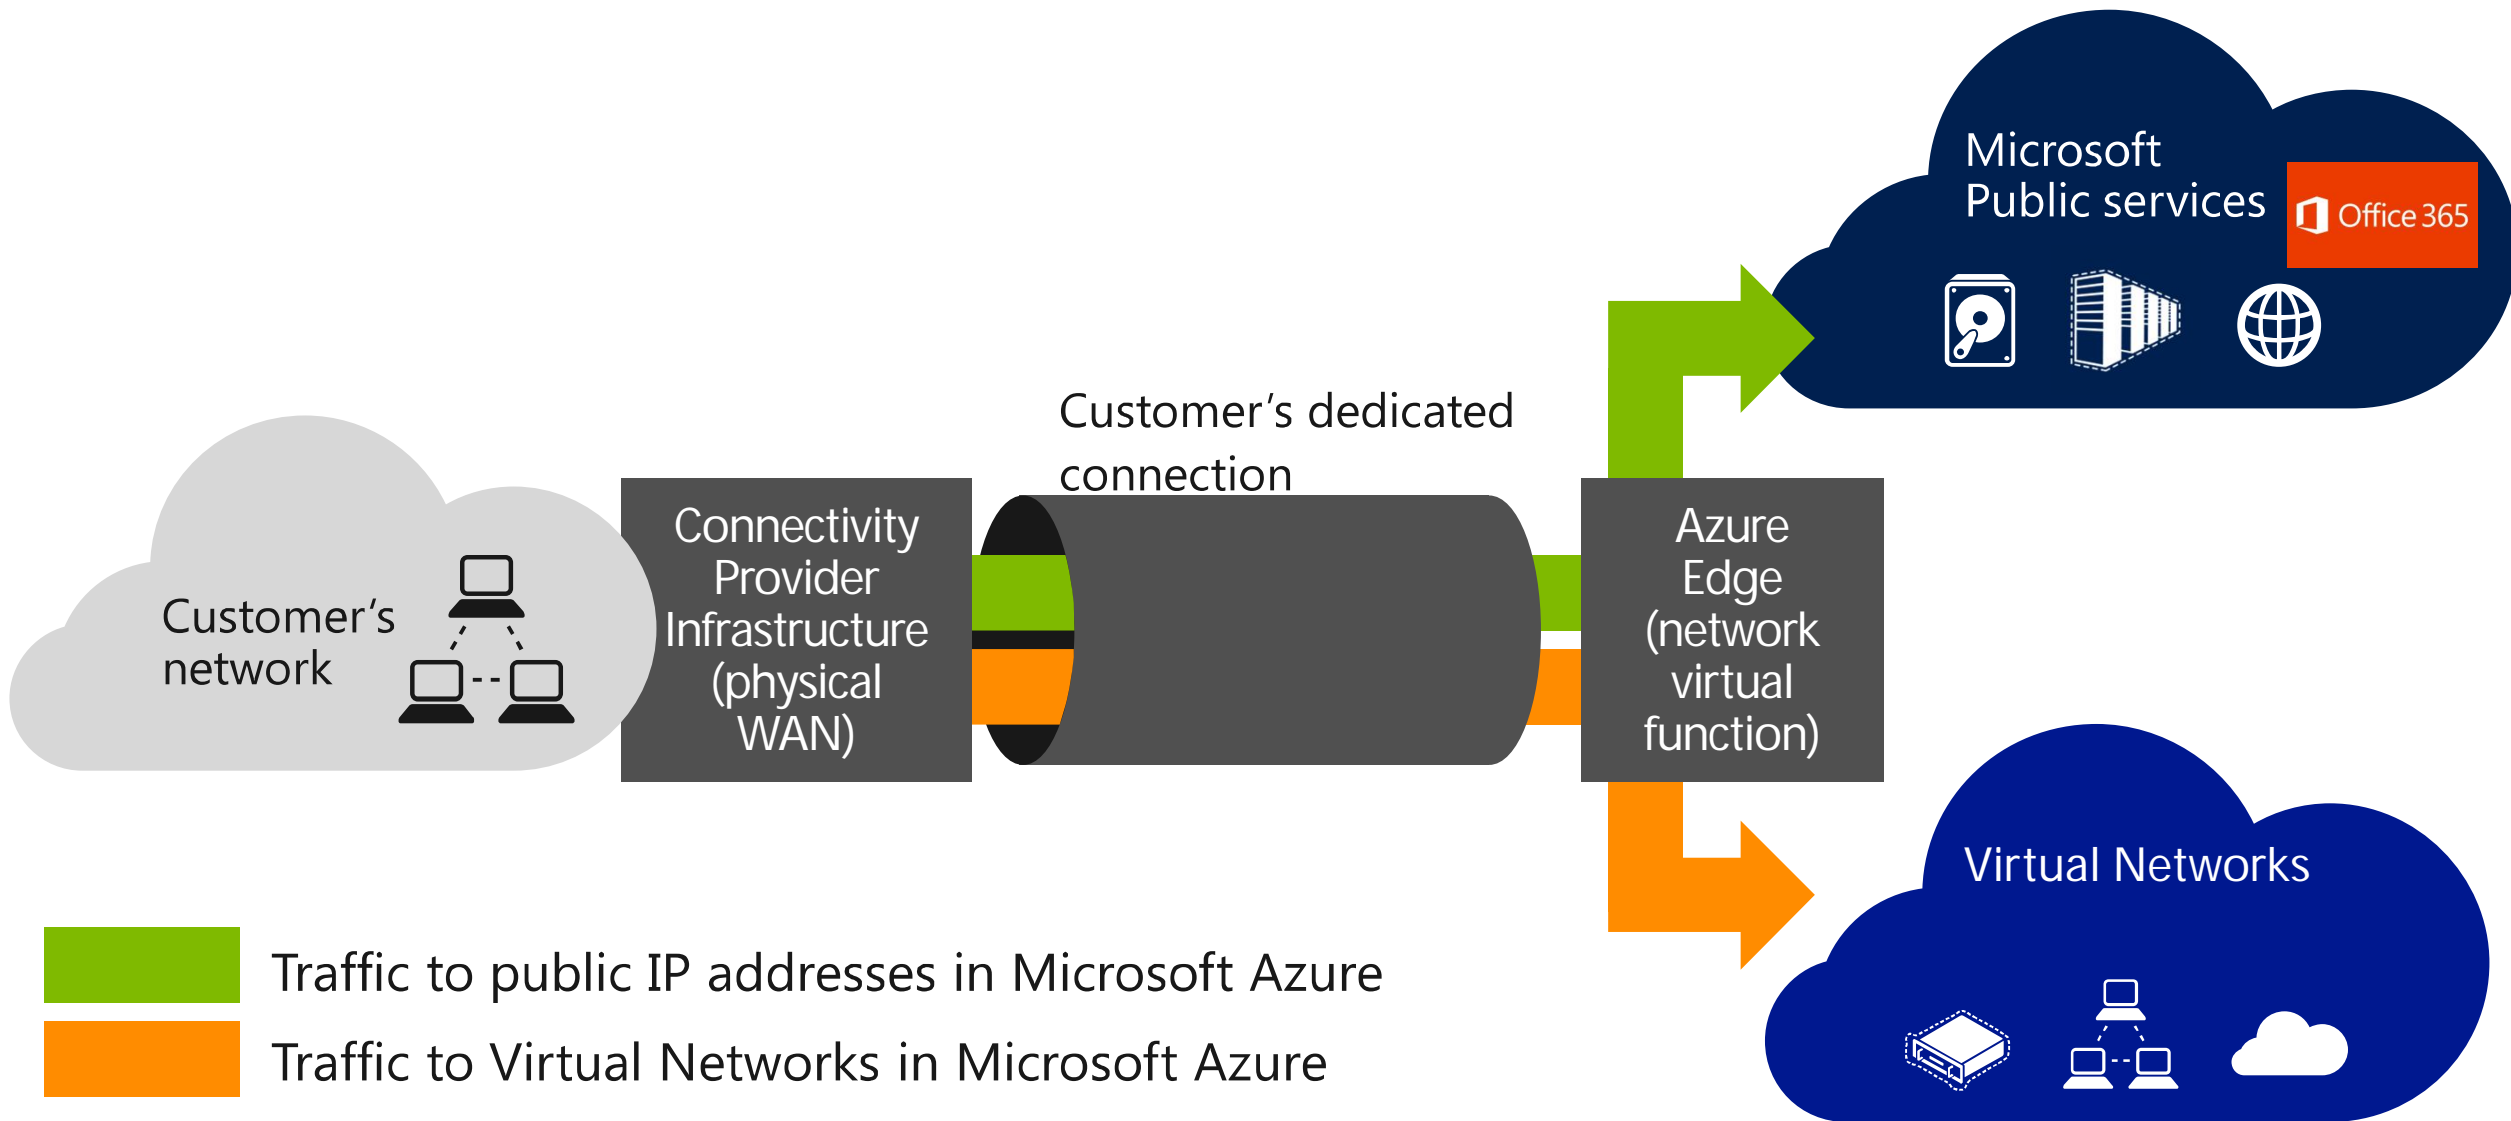 Microsoft
Public services
Office 365
Customer's dedicated
connection
Customer's
network
Connectivity
Provider
Infrastructure
(physical
WAN)
Azure
Edge
(network
virtual
function)
Virtual Networks
Traffic to public IP addresses in Microsoft Azure
Traffic to Virtual Networks in Microsoft Azure